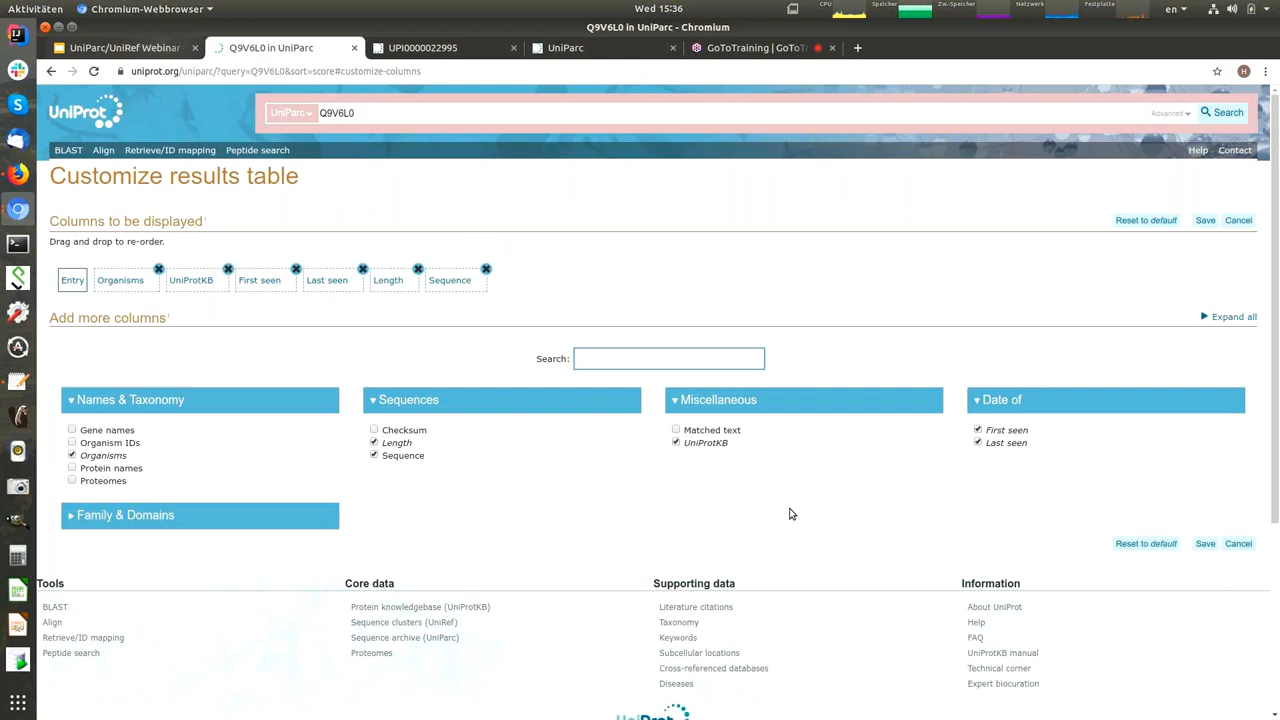 Aktivitäten
Chromium-Webbrowser
Wed 15:36
CPU
Speicher
Zw.Speicher
Netzwerk
Festplatte
en
Q9V6L0 in UniParc - Chromium
UniParc/UniRef Webinar
Q9V6L0 in UniParc
UPI0000022995
UniParc
GoToTraining | GoToT
uniprot.org/uniparc/?query=Q9V6L0&sort=score#customize-columns
H
UniProt
UniParc
Q9V6L0
Advanced
Search
BLAST Align Retrieve/ID mapping Peptide search
Help Contact
Customize results table
Columns to be displayed
Reset to default Save Cancel
Drag and drop to re-order.
Entry Organisms UniProtKB First seen Last seen Length Sequence
Add more columns
Expand all
Search:
Names & Taxonomy
Gene names
Organism IDs
Organisms
Protein names
Proteomes
Family & Domains
Sequences
Checksum
Length
Sequence
Miscellaneous
Matched text
UniProtKB
Date of
First seen
Last seen
Reset to default Save Cancel
Tools
BLAST
Align
Retrieve/ID mapping
Peptide search
Core data
Protein knowledgebase (UniProtKB)
Sequence clusters (UniRef)
Sequence archive (UniParc)
Proteomes
Supporting data
Literature citations
Taxonomy
Keywords
Subcellular locations
Cross-referenced databases
Diseases
Information
About UniProt
Help
FAQ
UniProtKB manual
Technical corner
Expert biocuration
UniProt